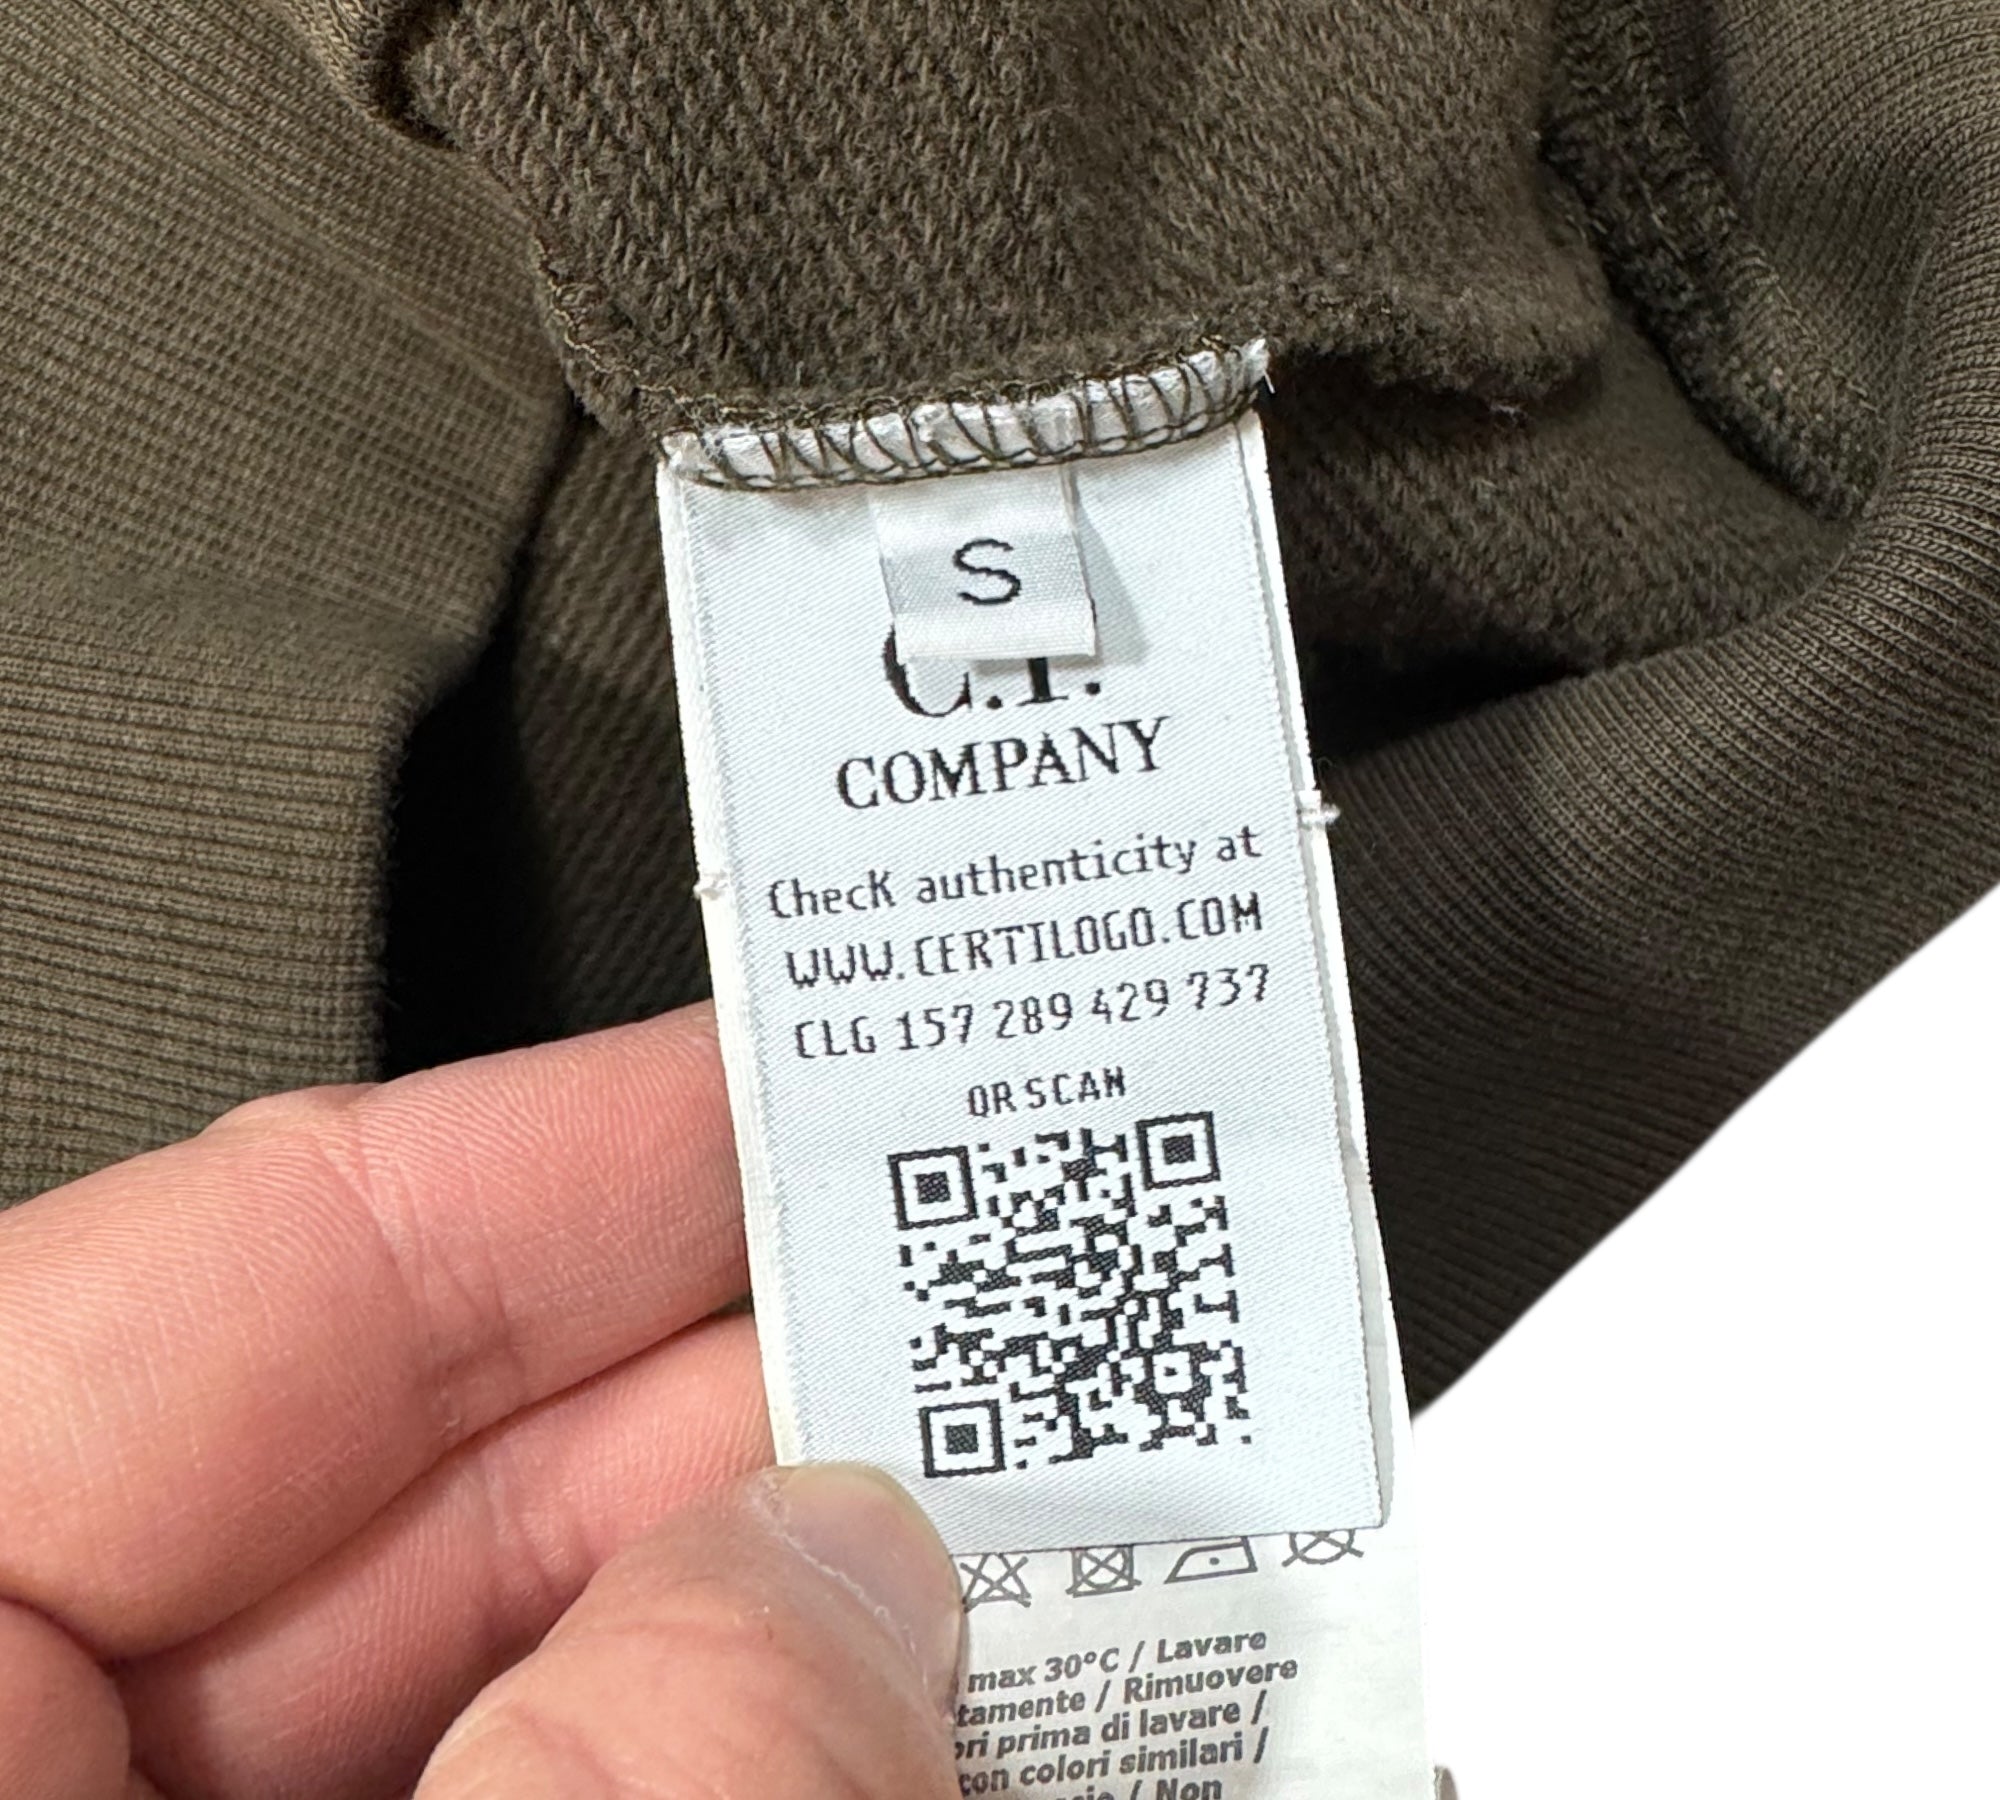 S
C.P.
COMPANY
Check authenticity at
WWW.CERTILOGO.COM
CLG 157 289 429 737
OR SCAN
max 30°C / Lavare
/ Rimuovere
prima di lavare /
con colori similari /
/ Non